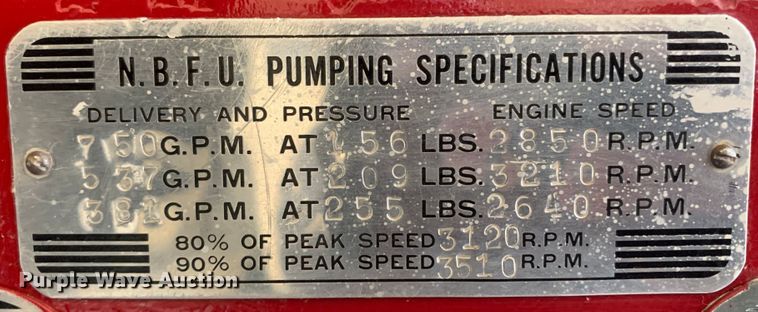 N.B.F.U. PUMPING SPECIFICATIONS
DELIVERY AND PRESSURE ENGINE SPEED
750 G.P.M. AT 156 LBS. 2850 R.P.M.
537 G.P.M. AT 209 LBS. 3210 R.P.M.
381 G.P.M. AT 255 LBS. 2640 R.P.M.
80% OF PEAK SPEED 3120 R.P.M.
90% OF PEAK SPEED 3510 R.P.M.
Purple Wave Auction